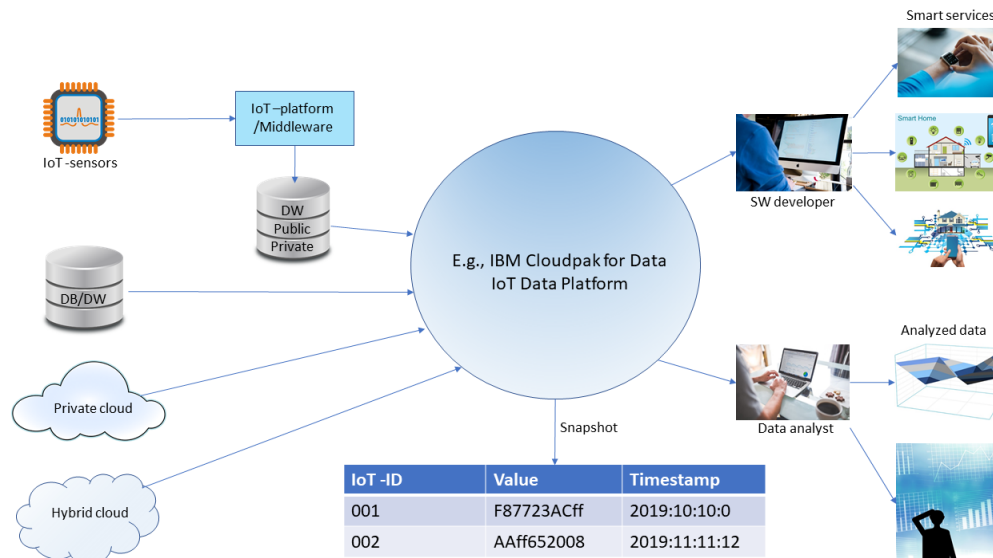 Smart services
IoT –platform
/Middleware
010101010101
IoT -sensors
Smart Home
SW developer
DW
Public
Private
E.g., IBM Cloudpak for Data
IoT Data Platform
DB/DW
Analyzed data
Private cloud
Data analyst
Snapshot
IoT -ID Value Timestamp
001 F87723ACff 2019:10:10:0
002 AAff652008 2019:11:11:12
Hybrid cloud